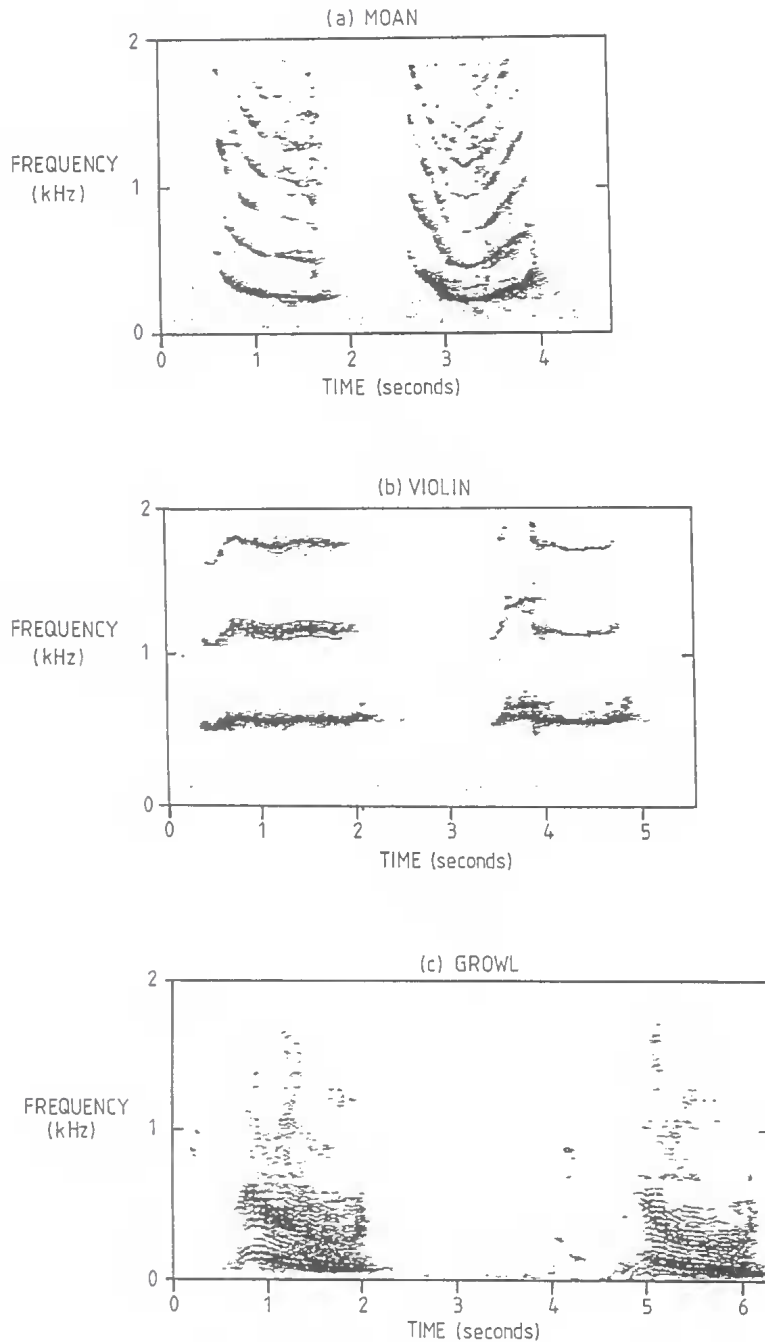 (a) MOAN
2
FREQUENCY
(kHz)
1
0
0 1 2 3 4
TIME (seconds)
(b) VIOLIN
2
FREQUENCY
(kHz)
1
0
0 1 2 3 4 5
TIME (seconds)
(c) GROWL
2
FREQUENCY
(kHz)
1
0
0 1 2 3 4 5 6
TIME (seconds)